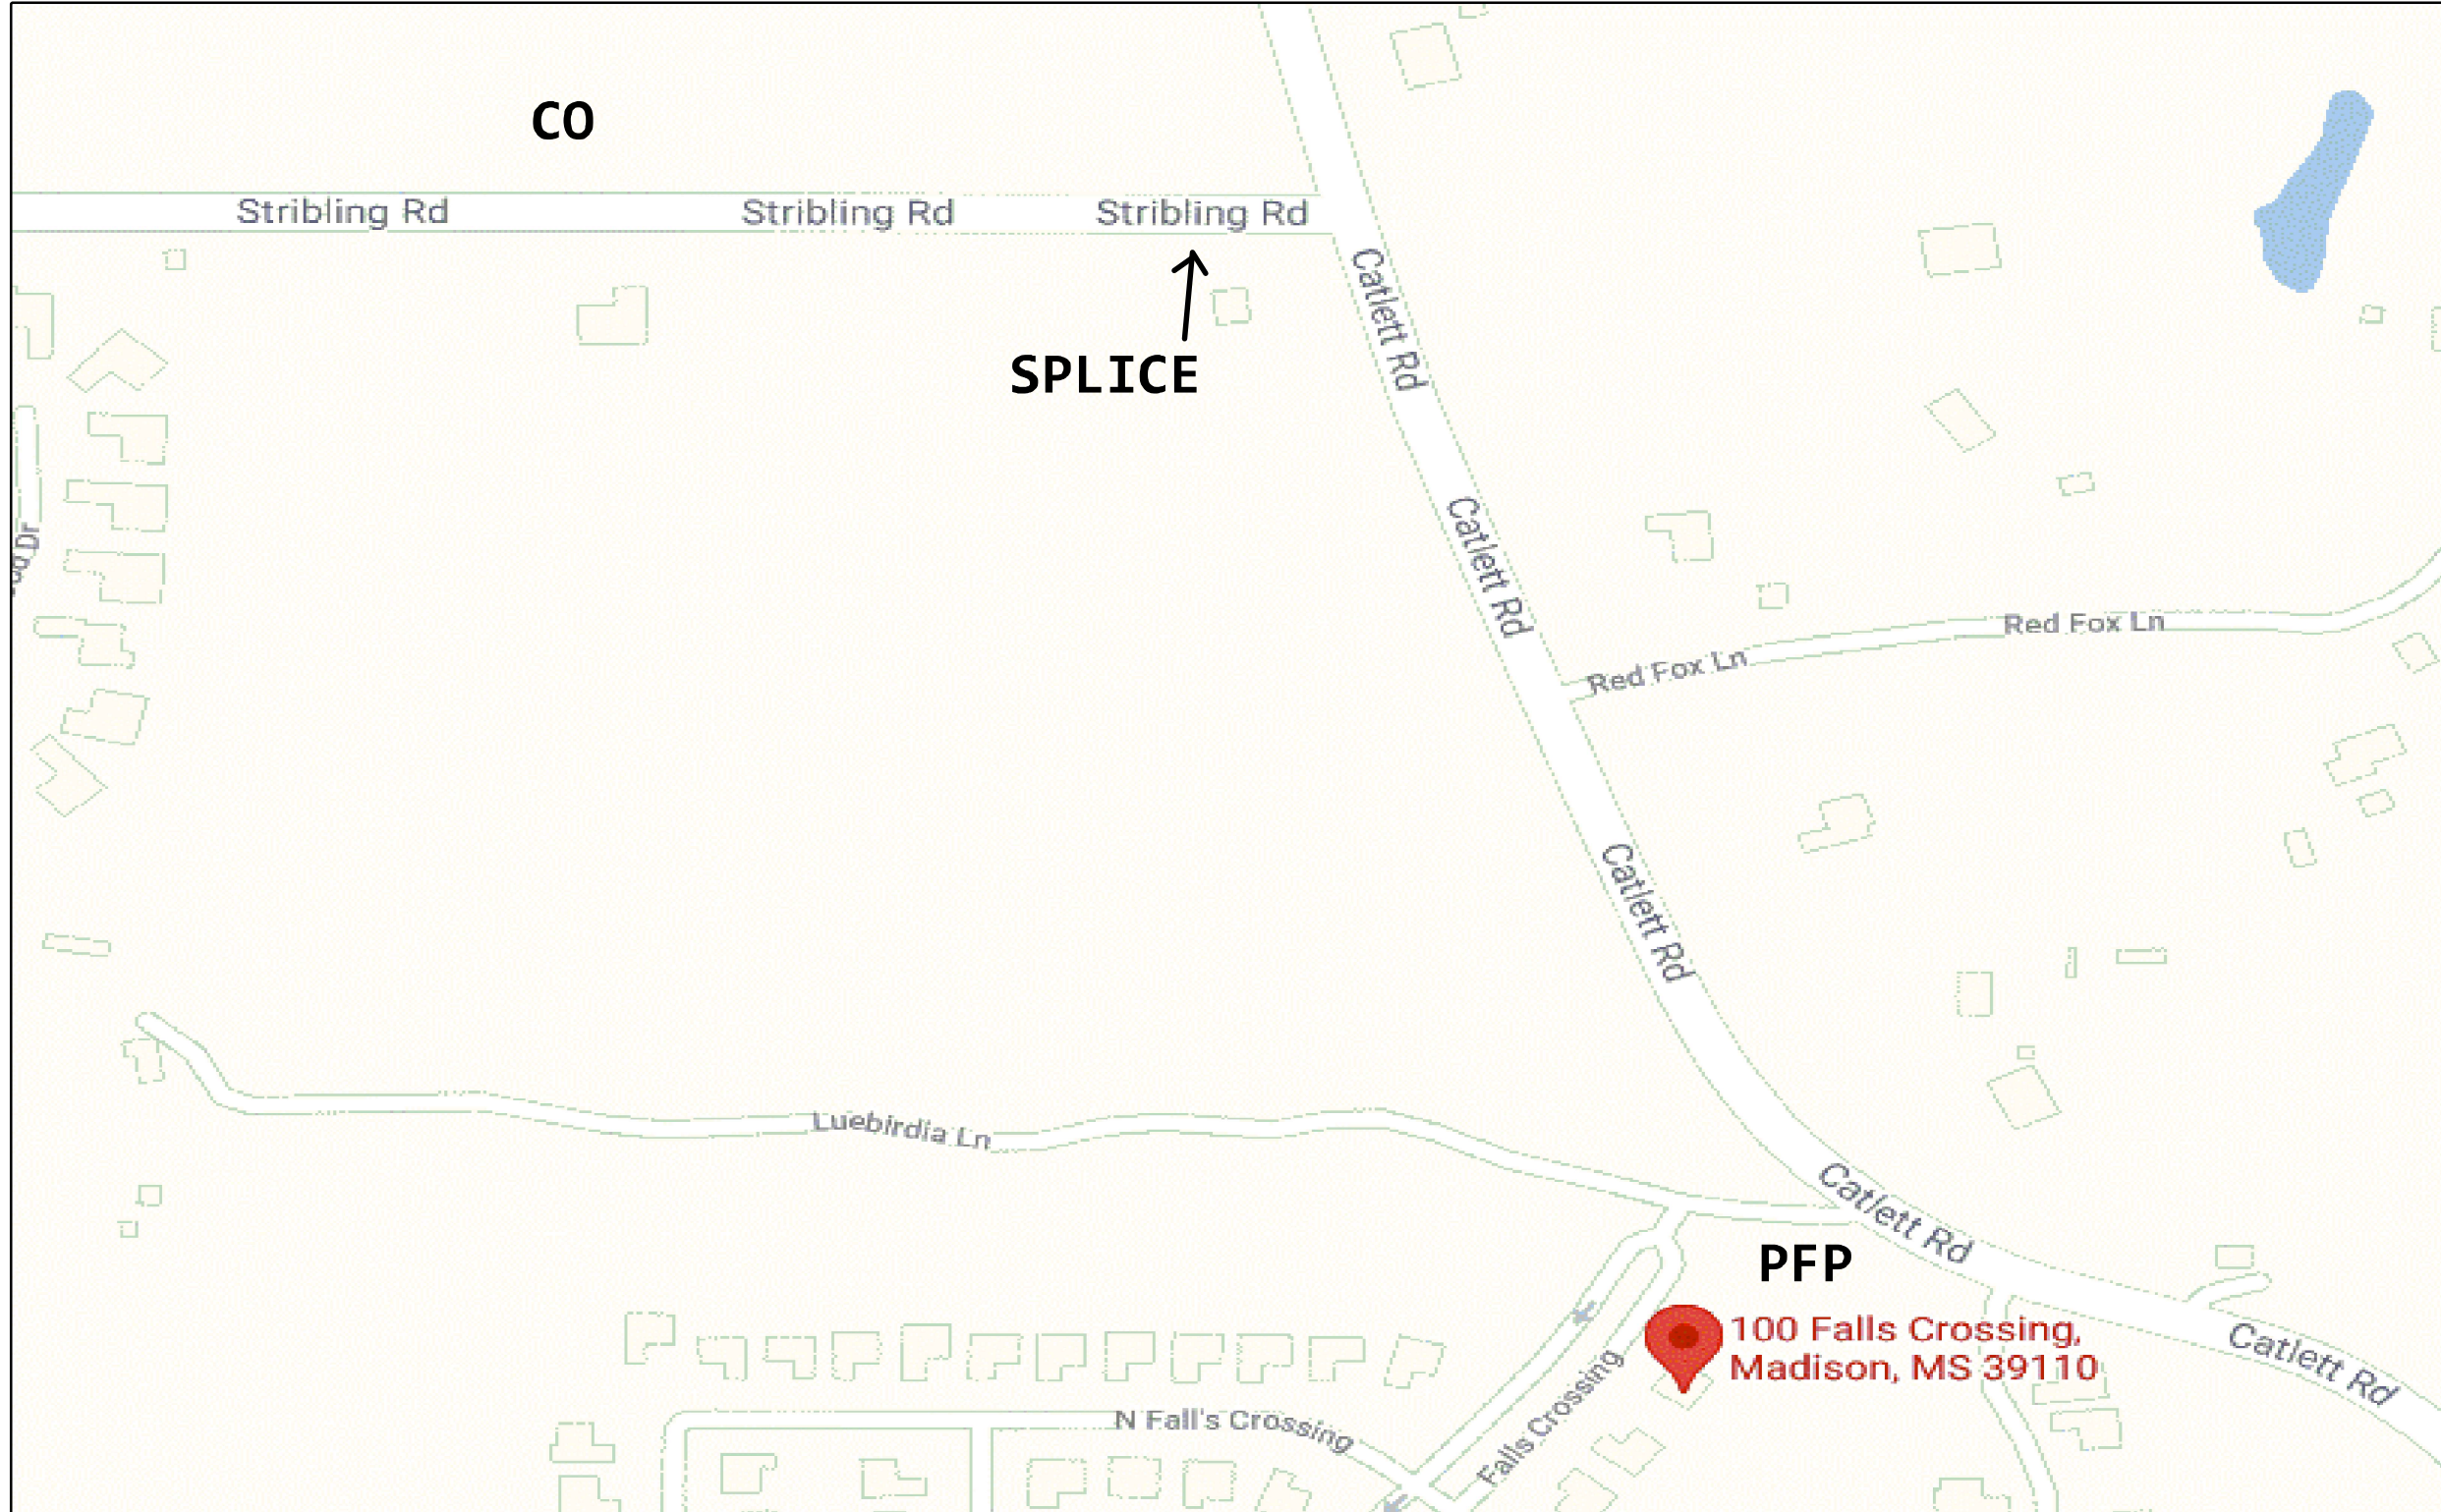 CO
Stribling Rd
Stribling Rd
Stribling Rd
SPLICE
Catlett Rd
Catlett Rd
Dr
Red Fox Ln
Red Fox Ln
Catlett Rd
Luebirdia Ln
Catlett Rd
PFP
100 Falls Crossing,
Madison, MS 39110
Catlett Rd
N Fall's Crossing
Falls Crossing